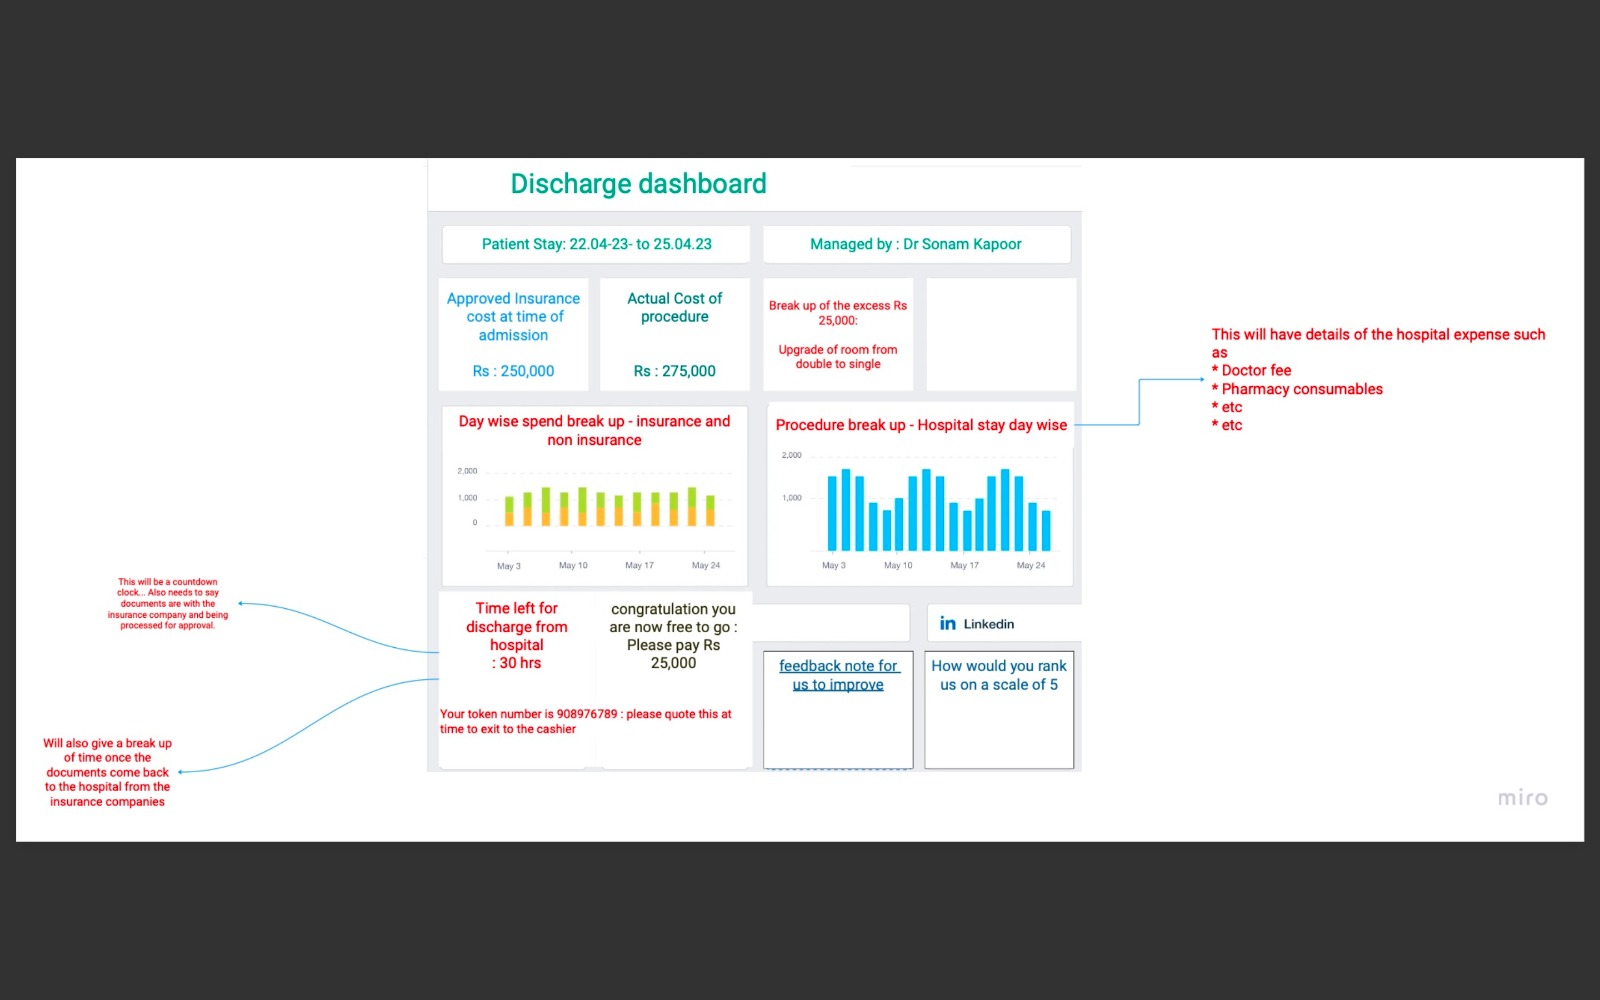 Discharge dashboard
Patient Stay: 22.04-23- to 25.04.23
Managed by : Dr Sonam Kapoor
Approved Insurance
cost at time of
admission
Rs : 250,000
Actual Cost of
procedure
Rs : 275,000
Break up of the excess Rs
25,000:
Upgrade of room from
double to single
This will have details of the hospital expense such
as
* Doctor fee
* Pharmacy consumables
* etc
* etc
Day wise spend break up - insurance and
non insurance
2,000
1,000
0
May 3
May 10
May 17
May 24
Procedure break up - Hospital stay day wise
2,000
1,000
May 3
May 10
May 17
May 24
This will be a countdown
clock... Also needs to say
documents are with the
insurance company and being
processed for approval.
Time left for
discharge from
hospital
: 30 hrs
congratulation you
are now free to go :
Please pay Rs
25,000
Your token number is 908976789 : please quote this at
time to exit to the cashier
in Linkedin
feedback note for
us to improve
How would you rank
us on a scale of 5
Will also give a break up
of time once the
documents come back
to the hospital from the
insurance companies
miro